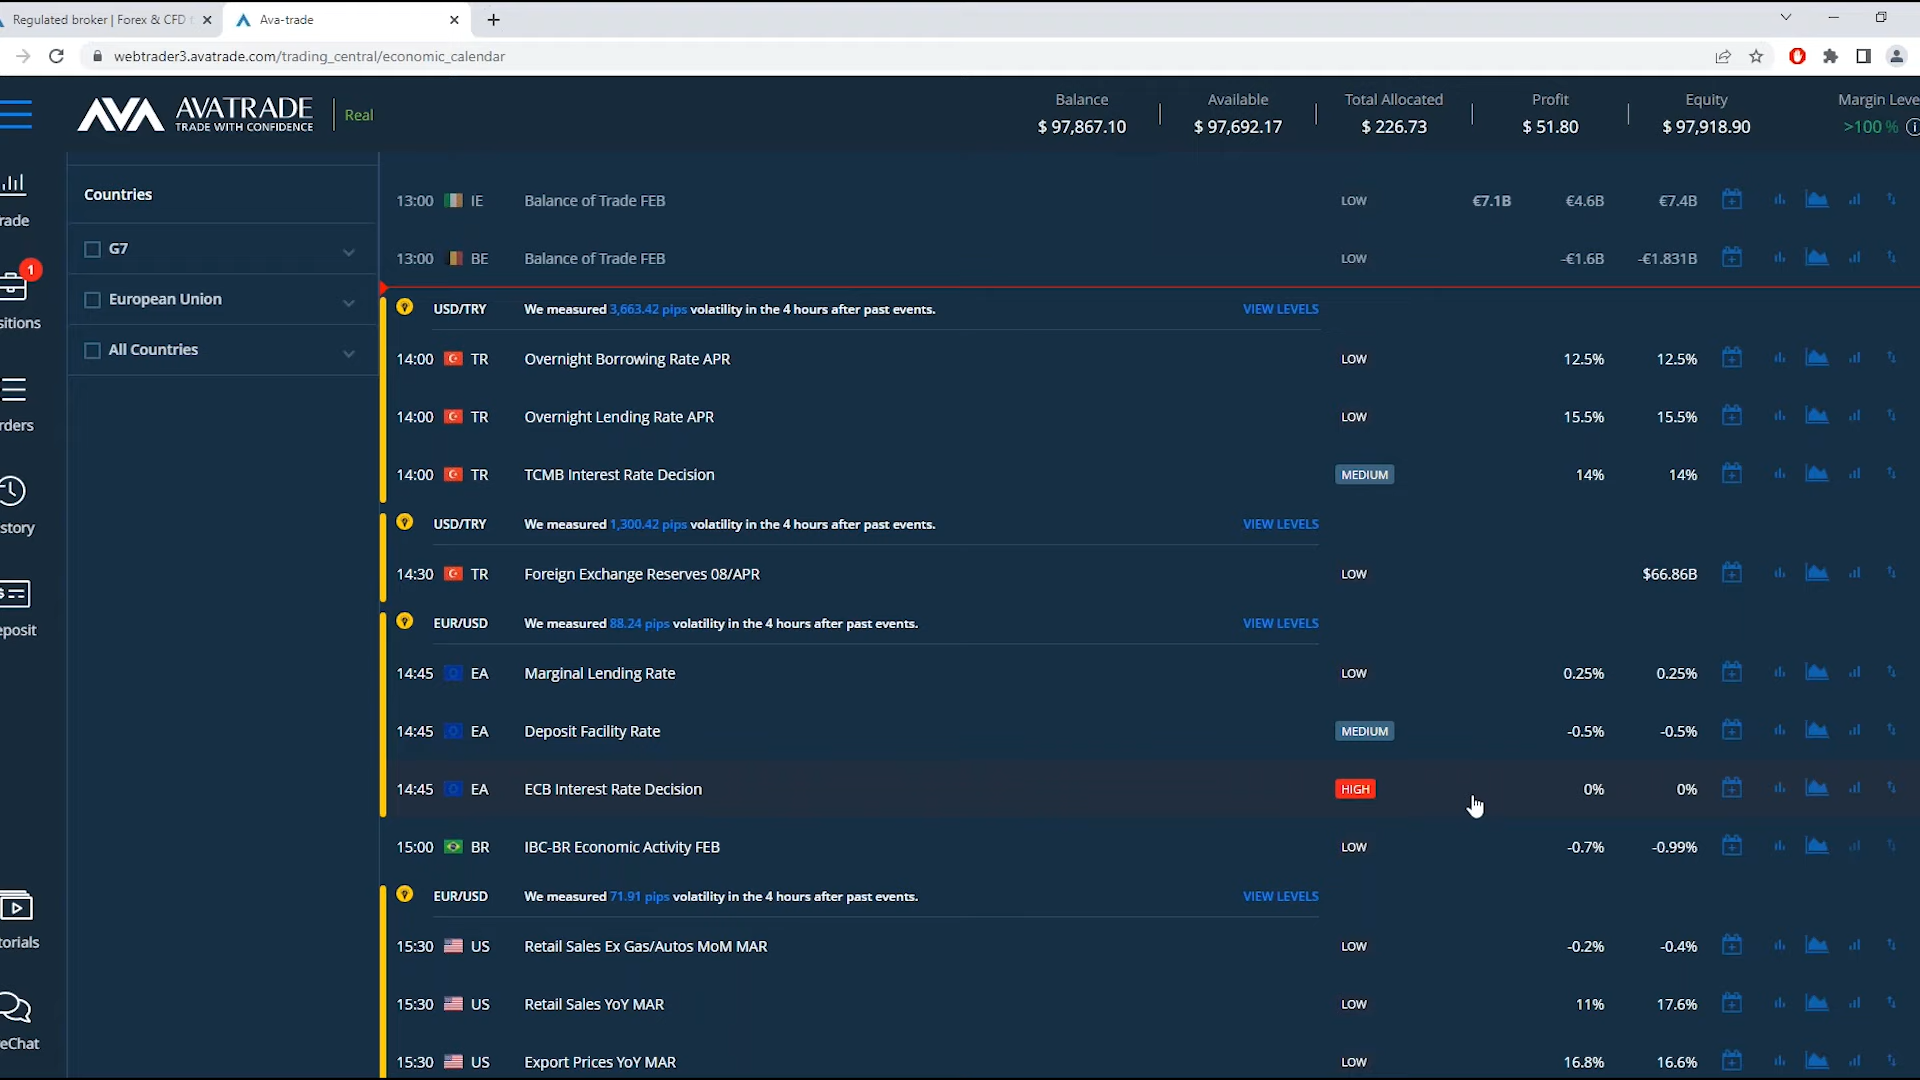 Regulated broker | Forex & CFD
Ava-trade
webtrader3.avatrade.com/trading_central/economic_calendar
AVA AVATRADE
TRADE WITH CONFIDENCE
Real
Balance
$ 97,867.10
Available
$ 97,692.17
Total Allocated
$ 226.73
Profit
$ 51.80
Equity
$ 97,918.90
Margin Leve
>100 %
rade
1
sitions
rders
story
eposit
torials
eChat
Countries
G7
European Union
All Countries
13:00 IE Balance of Trade FEB LOW €7.1B €4.6B €7.4B
13:00 BE Balance of Trade FEB LOW -€1.6B -€1.831B
USD/TRY We measured 3,663.42 pips volatility in the 4 hours after past events. VIEW LEVELS
14:00 TR Overnight Borrowing Rate APR LOW 12.5% 12.5%
14:00 TR Overnight Lending Rate APR LOW 15.5% 15.5%
14:00 TR TCMB Interest Rate Decision MEDIUM 14% 14%
USD/TRY We measured 1,300.42 pips volatility in the 4 hours after past events. VIEW LEVELS
14:30 TR Foreign Exchange Reserves 08/APR LOW $66.86B
EUR/USD We measured 88.24 pips volatility in the 4 hours after past events. VIEW LEVELS
14:45 EA Marginal Lending Rate LOW 0.25% 0.25%
14:45 EA Deposit Facility Rate MEDIUM -0.5% -0.5%
14:45 EA ECB Interest Rate Decision HIGH 0% 0%
15:00 BR IBC-BR Economic Activity FEB LOW -0.7% -0.99%
EUR/USD We measured 71.91 pips volatility in the 4 hours after past events. VIEW LEVELS
15:30 US Retail Sales Ex Gas/Autos MoM MAR LOW -0.2% -0.4%
15:30 US Retail Sales YoY MAR LOW 11% 17.6%
15:30 US Export Prices YoY MAR LOW 16.8% 16.6%